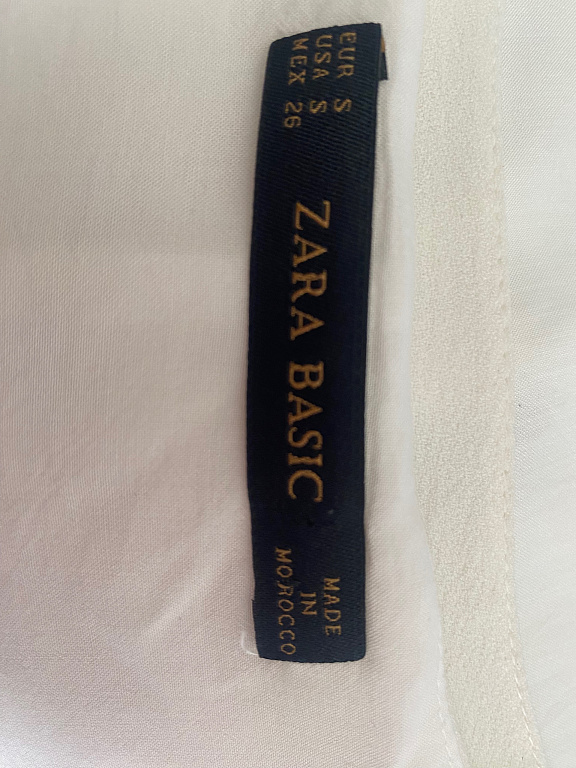 EUR S
USA S
MEX 26
ZARA BASIC
MADE
IN
MOROCCO